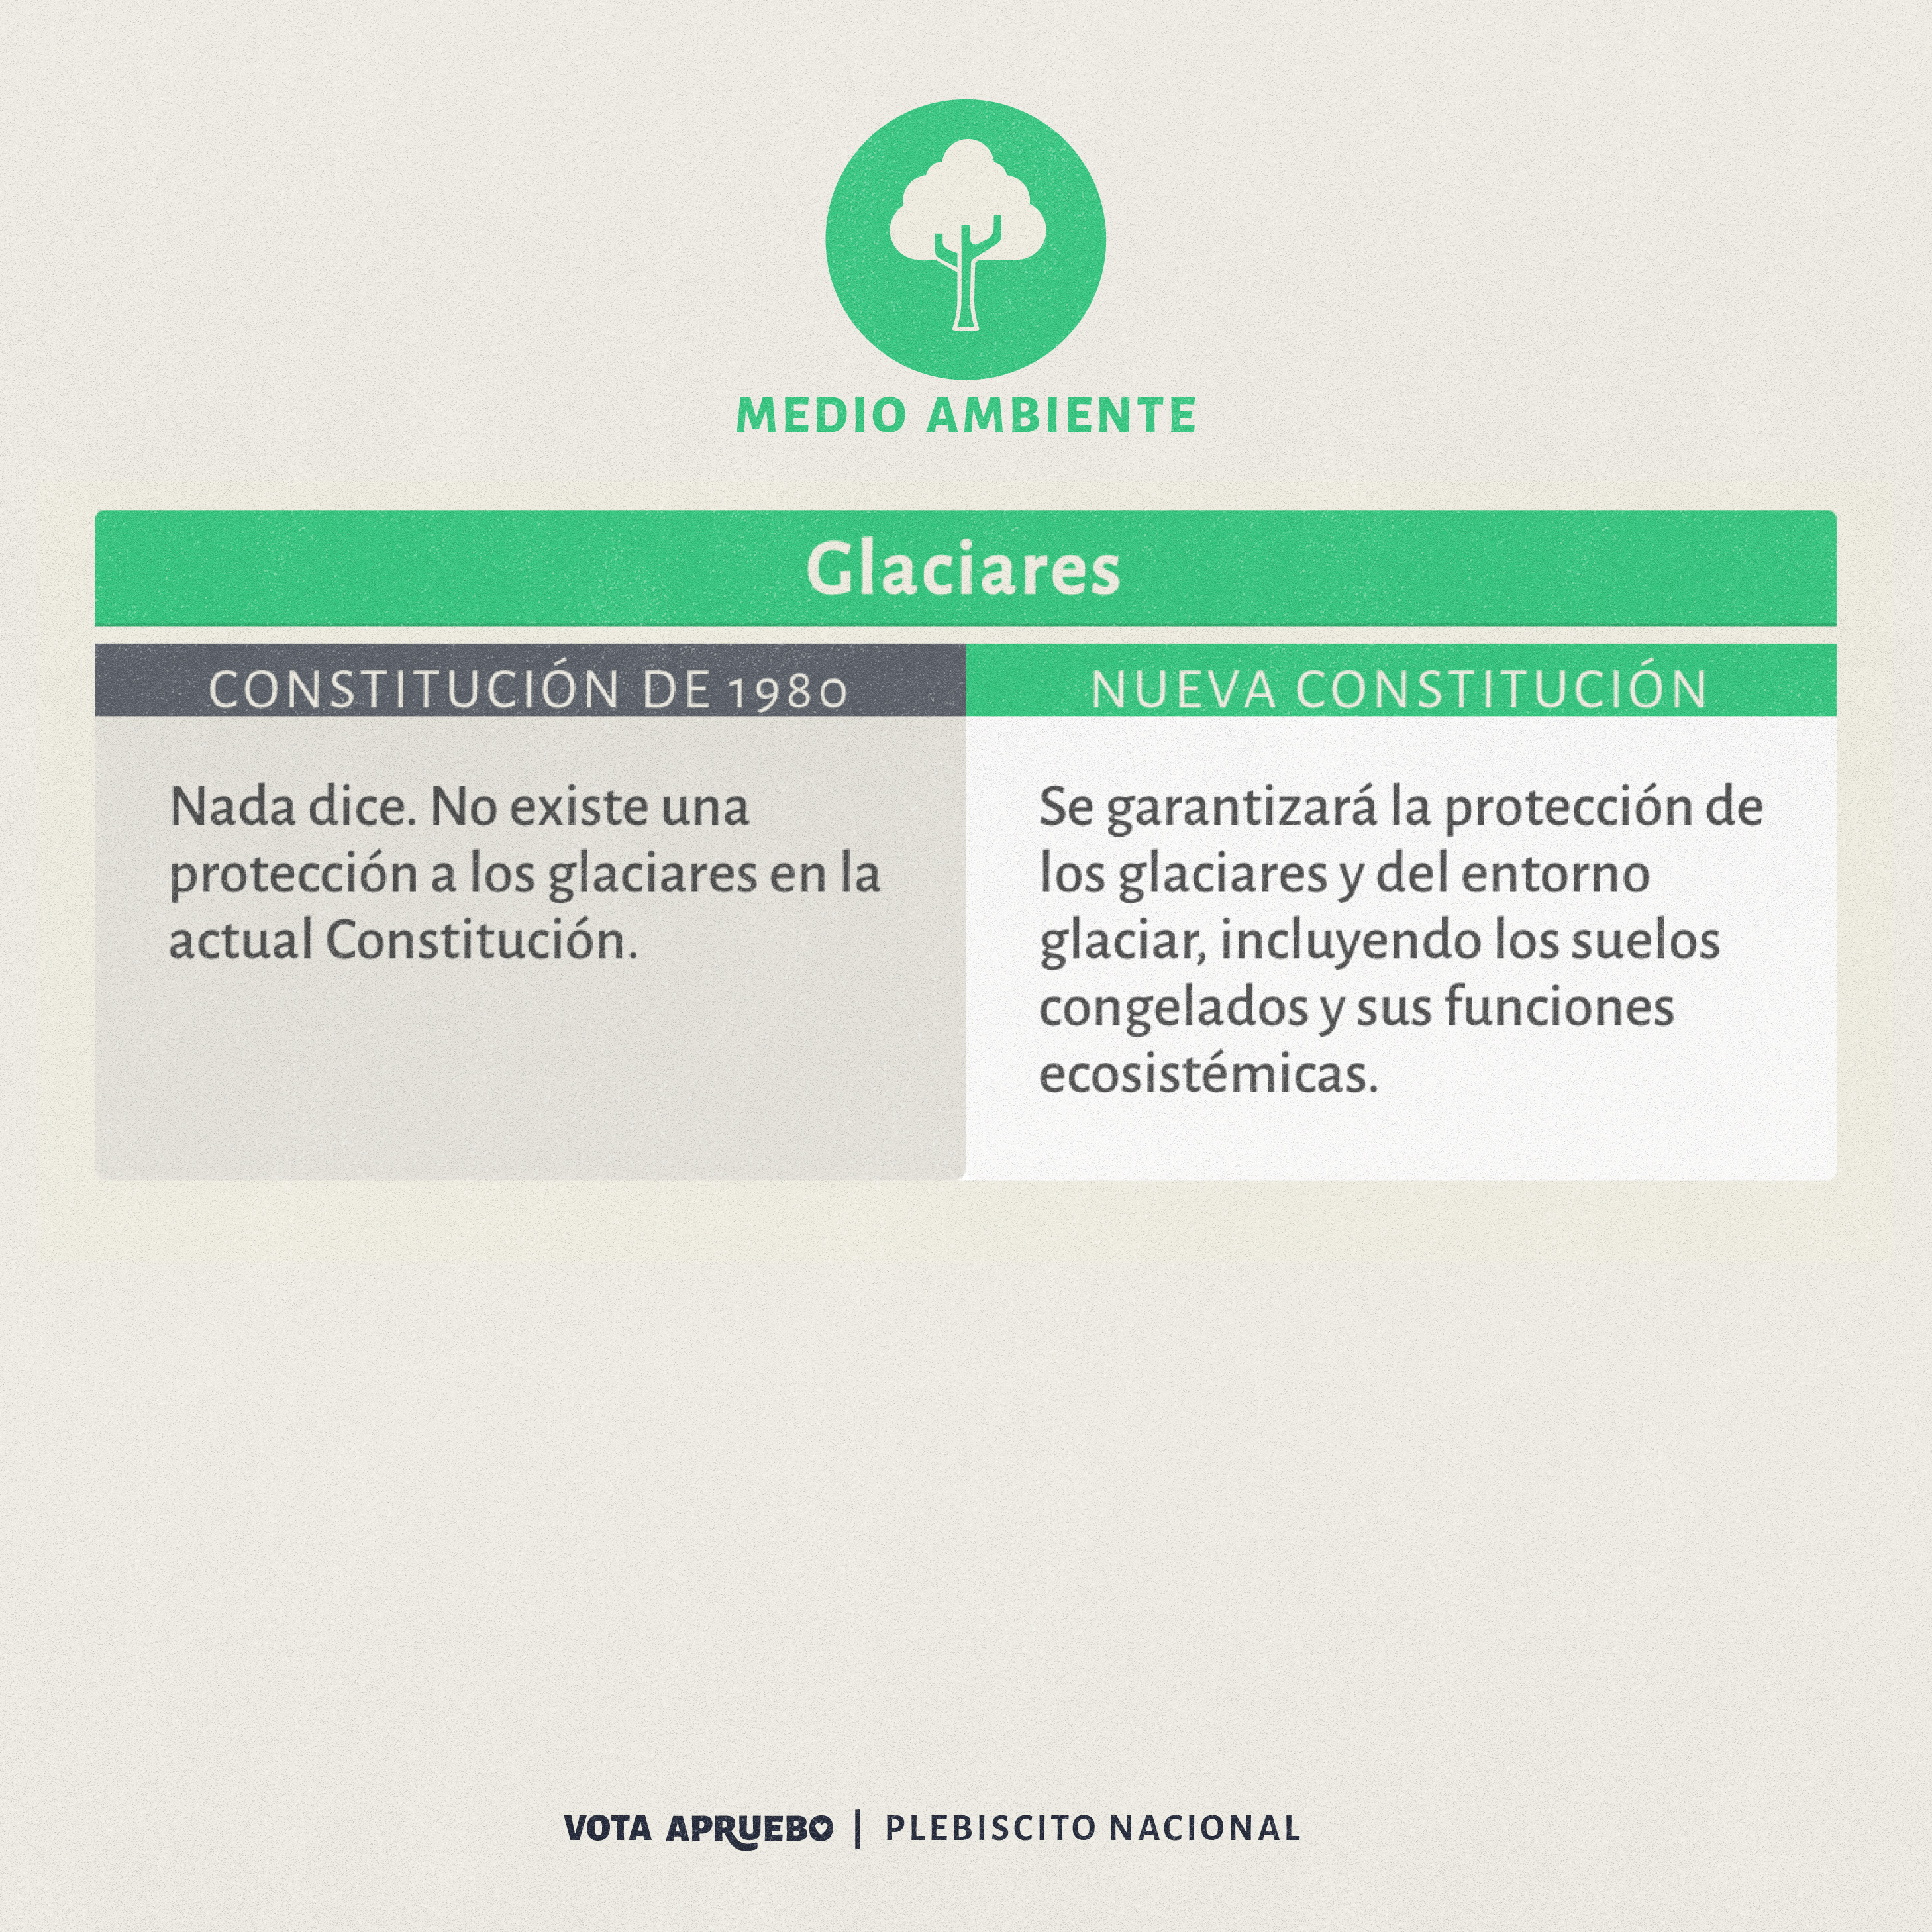 MEDIO AMBIENTE
Glaciares
CONSTITUCIÓN DE 1980
Nada dice. No existe una
protección a los glaciares en la
actual Constitución.
NUEVA CONSTITUCIÓN
Se garantizará la protección de
los glaciares y del entorno
glaciar, incluyendo los suelos
congelados y sus funciones
ecosistémicas.
VOTA APRUEBO | PLEBISCITO NACIONAL